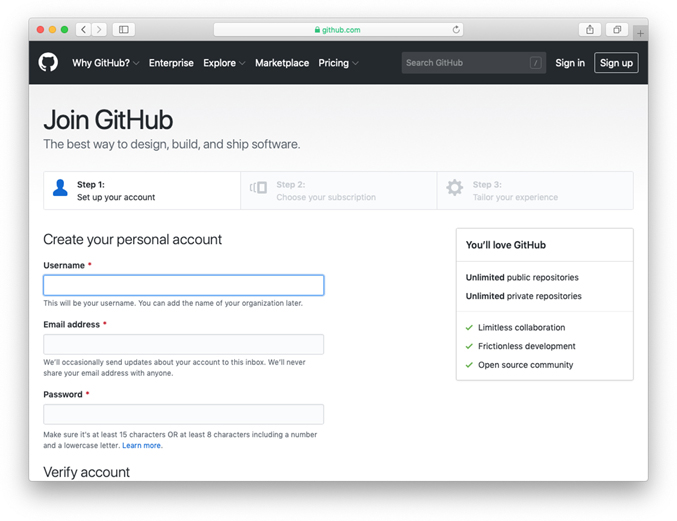 github.com
Why GitHub? Enterprise Explore Marketplace Pricing Search GitHub / Sign in Sign up
Join GitHub
The best way to design, build, and ship software.
Step 1:
Set up your account
Step 2:
Choose your subscription
Step 3:
Tailor your experience
Create your personal account
Username *
This will be your username. You can add the name of your organization later.
Email address *
We'll occasionally send updates about your account to this inbox. We'll never
share your email address with anyone.
Password *
Make sure it's at least 15 characters OR at least 8 characters including a number
and a lowercase letter. Learn more.
Verify account
You'll love GitHub
Unlimited public repositories
Unlimited private repositories
Limitless collaboration
Frictionless development
Open source community